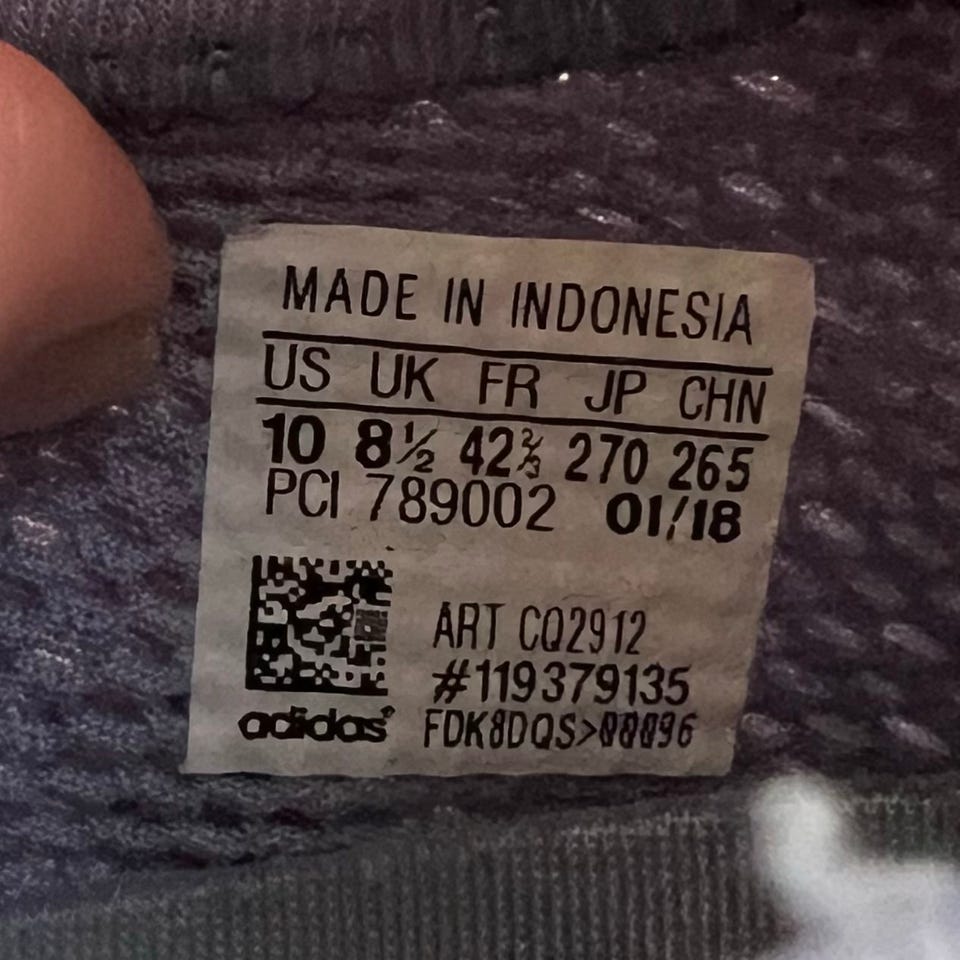 MADE IN INDONESIA
US UK FR JP CHN
10 8½ 42⅔ 270 265
PCI 789002 01/18
ART CQ2912
#119379135
adidas® FDK8DQS>00096